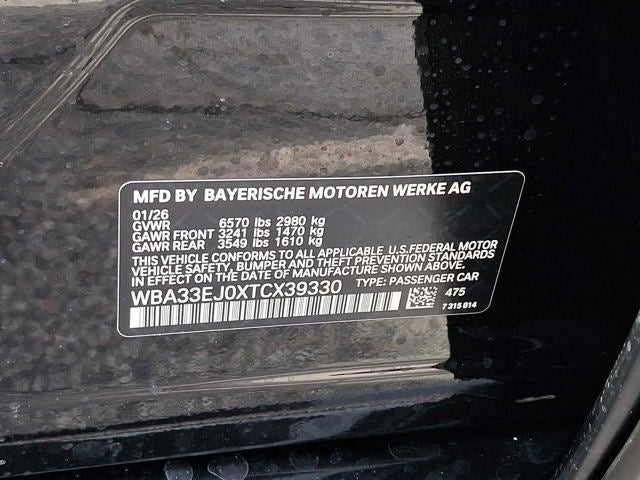 MFD BY BAYERISCHE MOTOREN WERKE AG
01/26
GVWR 6570 lbs 2980 kg
GAWR FRONT 3241 lbs 1470 kg
GAWR REAR 3549 lbs 1610 kg
THIS VEHICLE CONFORMS TO ALL APPLICABLE U.S.FEDERAL MOTOR
VEHICLE SAFETY, BUMPER AND THEFT PREVENTION STANDARDS
IN EFFECT ON THE DATE OF MANUFACTURE SHOWN ABOVE.
WBA33EJ0XTCX39330 TYPE: PASSENGER CAR
475
7 315 814